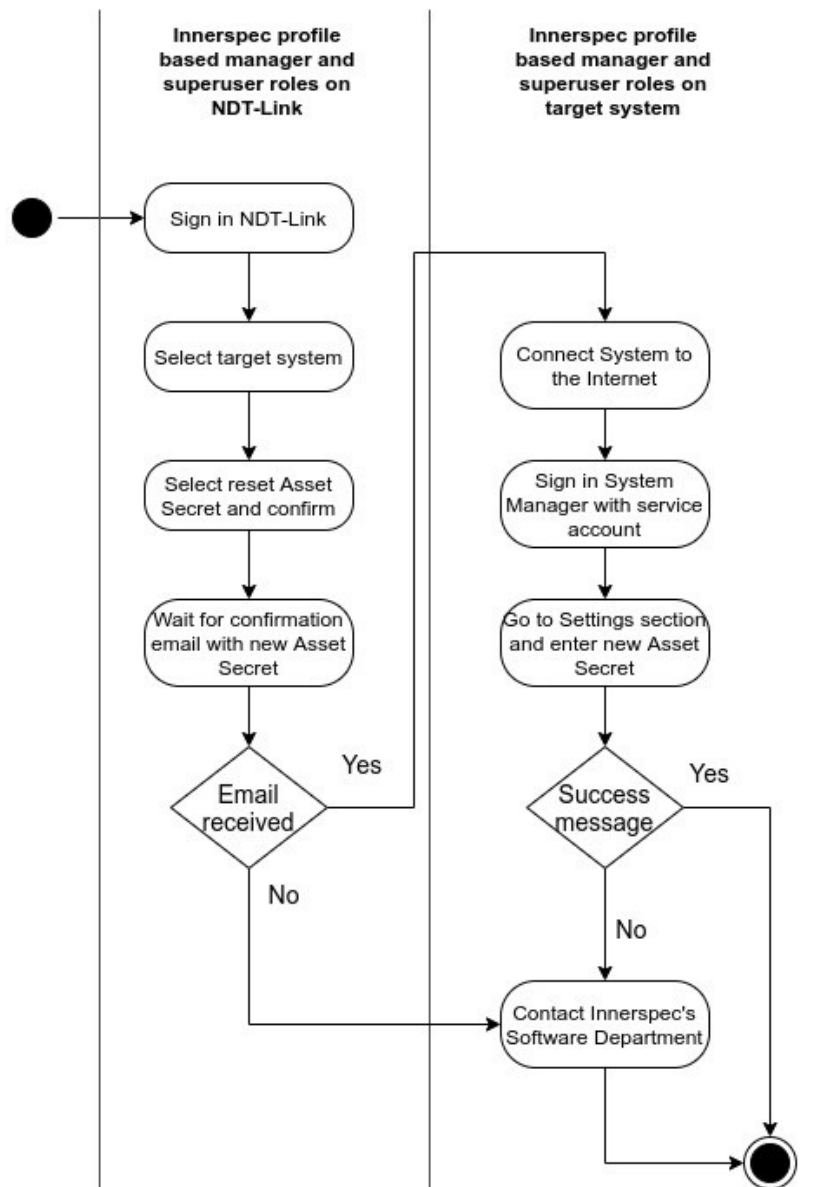 Innerspec profile
based manager and
superuser roles on
NDT-Link
Innerspec profile
based manager and
superuser roles on
target system
Sign in NDT-Link
Select target system
Select reset Asset
Secret and confirm
Wait for confirmation
email with new Asset
Secret
Email
received
Yes
No
Connect System to
the Internet
Sign in System
Manager with service
account
Go to Settings section
and enter new Asset
Secret
Success
message
Yes
No
Contact Innerspec's
Software Department